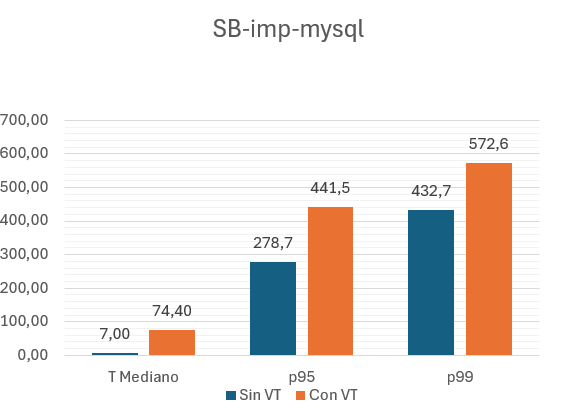 SB-imp-mysql
700,00
600,00
500,00
400,00
300,00
200,00
100,00
0,00
7,00
74,40
278,7
441,5
432,7
572,6
T Mediano
p95
p99
Sin VT
Con VT